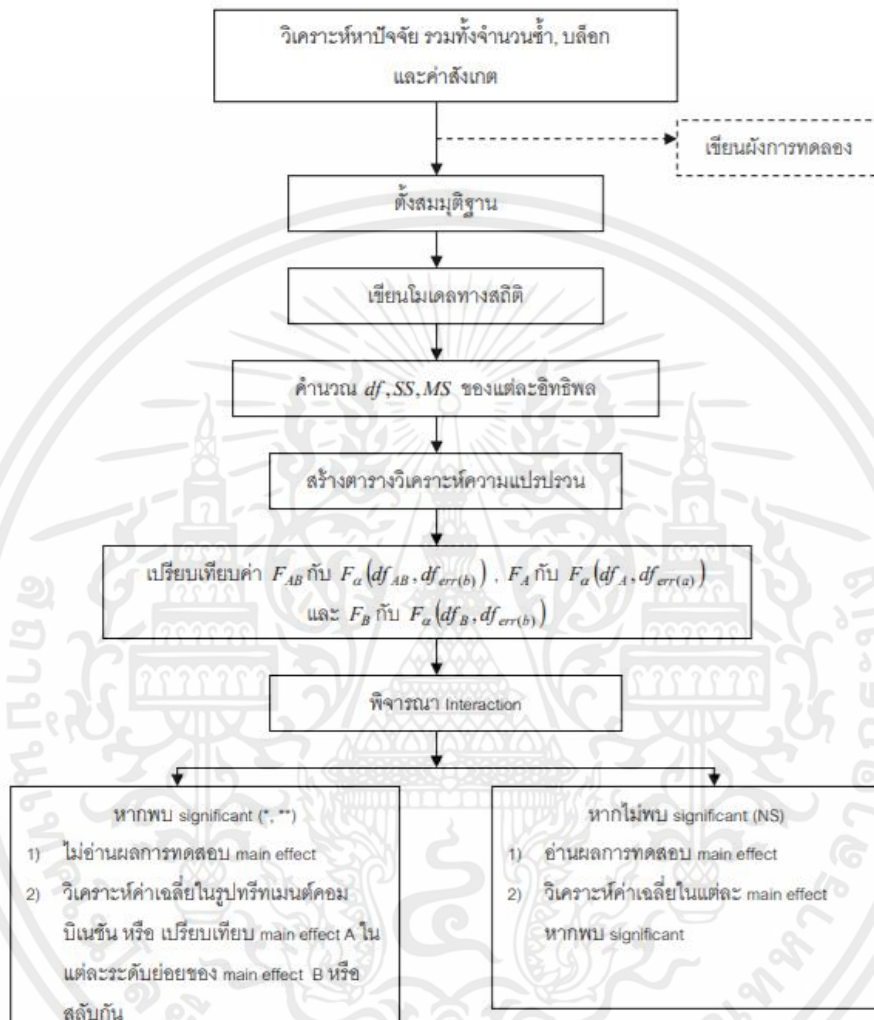 วิเคราะห์หาปัจจัย รวมทั้งจำนวนซ้ำ, บล็อก
และค่าสังเกต
เขียนผังการทดลอง
ตั้งสมมุติฐาน
เขียนโมเดลทางสถิติ
คำนวณ df, SS, MS ของแต่ละอิทธิพล
สร้างตารางวิเคราะห์ความแปรปรวน
เปรียบเทียบค่า F_{AB} กับ F_α(df_{AB}, df_{err(b)}) , F_A กับ F_α(df_A, df_{err(a)})
และ F_B กับ F_α(df_B, df_{err(b)})
พิจารณา Interaction
หากพบ significant (*, **)
1) ไม่อ่านผลการทดสอบ main effect
2) วิเคราะห์ค่าเฉลี่ยในรูปทรีทเมนต์คอม
บิเนชัน หรือ เปรียบเทียบ main effect A ใน
แต่ละระดับย่อยของ main effect B หรือ
สลับกัน
หากไม่พบ significant (NS)
1) อ่านผลการทดสอบ main effect
2) วิเคราะห์ค่าเฉลี่ยในแต่ละ main effect
หากพบ significant